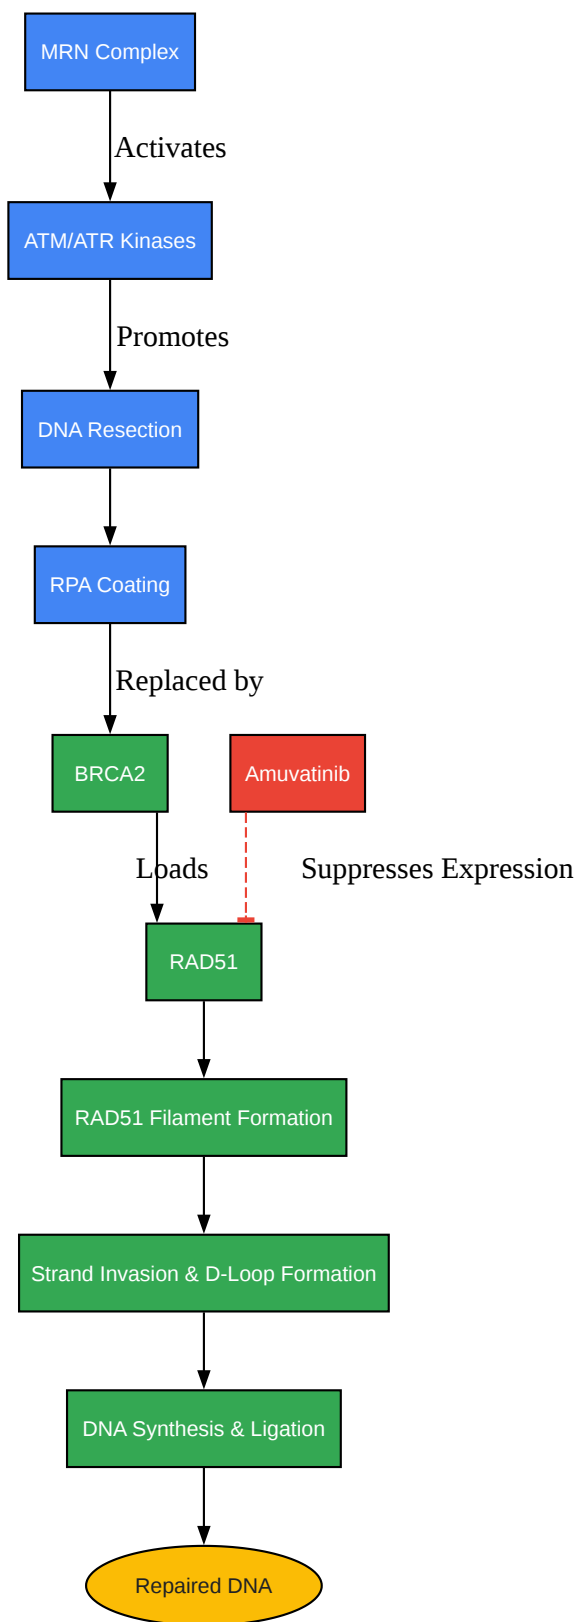 MRN Complex
Activates
ATM/ATR Kinases
Promotes
DNA Resection
RPA Coating
Replaced by
BRCA2
Amuvatinib
Loads
Suppresses Expression
RAD51
RAD51 Filament Formation
Strand Invasion & D-Loop Formation
DNA Synthesis & Ligation
Repaired DNA